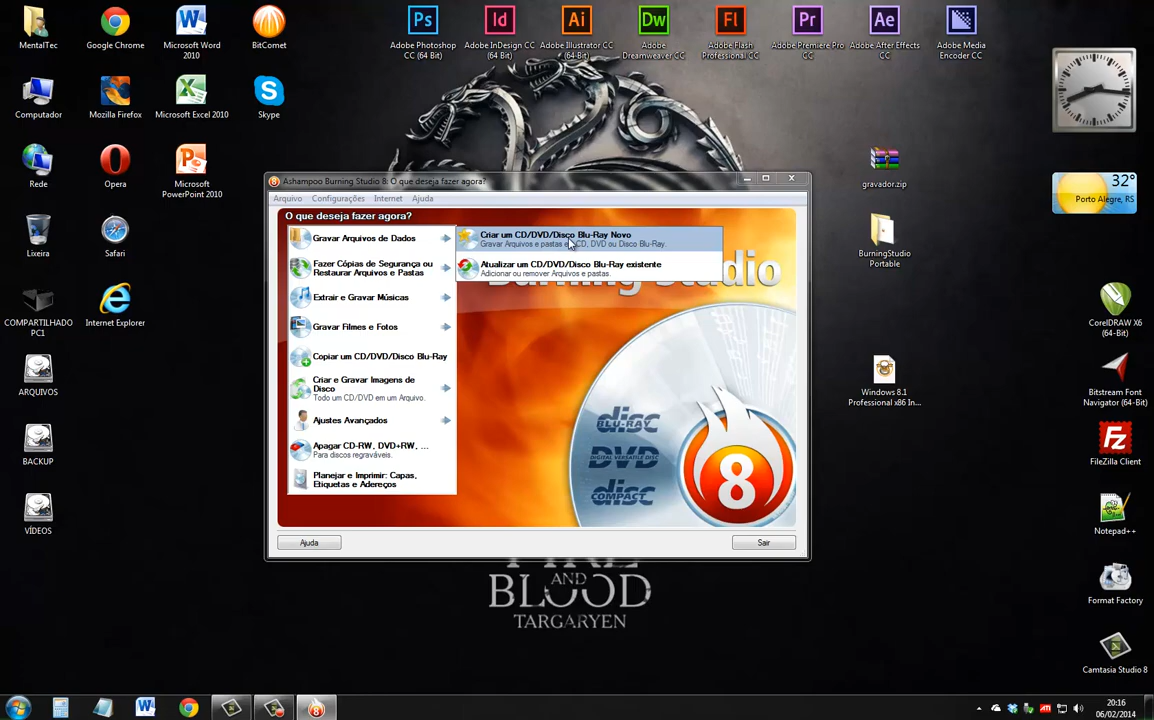 MentalTec
Google Chrome
Microsoft Word
2010
BitComet
Ps
Id
Ai
Dw
Fl
Pr
Ae
Adobe Photoshop
CC (64 Bit)
Adobe InDesign CC
(64-Bit)
Adobe Illustrator CC
(64-Bit)
Adobe
Dreamweaver CC
Adobe Flash
Professional CC
Adobe Premiere Pro
CC
Adobe After Effects
CC
Adobe Media
Encoder CC
Computador
Mozilla Firefox
Microsoft Excel 2010
Skype
Rede
Opera
Microsoft
PowerPoint 2010
gravador.zip
32°
Porto Alegre, RS
Lixeira
Safari
BurningStudio
Portable
COMPARTILHADO
PC1
Internet Explorer
CorelDRAW X6
(64-Bit)
ARQUIVOS
Windows 8.1
Professional x86 In...
Bitstream Font
Navigator (64-Bit)
BACKUP
FileZilla Client
VÍDEOS
Notepad++
Format Factory
Camtasia Studio 8
Ashampoo Burning Studio 8: O que deseja fazer agora?
Arquivo Configurações Internet Ajuda
O que deseja fazer agora?
Gravar Arquivos de Dados
Fazer Cópias de Segurança ou
Restaurar Arquivos e Pastas
Extrair e Gravar Músicas
Gravar Filmes e Fotos
Copiar um CD/DVD/Disco Blu-Ray
Criar e Gravar Imagens de
Disco
Todo um CD/DVD em um Arquivo.
Ajustes Avançados
Apagar CD-RW, DVD+RW, ...
Para discos regraváveis.
Planejar e Imprimir: Capas,
Etiquetas e Adereços
Criar um CD/DVD/Disco Blu-Ray Novo
Gravar Arquivos e pastas CD, DVD ou Disco Blu-Ray.
Atualizar um CD/DVD/Disco Blu-Ray existente
Adicionar ou remover Arquivos e pastas.
Studio
disc
BLU-RAY
DVD
DIGITAL VERSATILE DISC
disc
COMPACT
8
Ajuda
Sair
FIRE
AND
BLOOD
TARGARYEN
20:16
06/02/2014